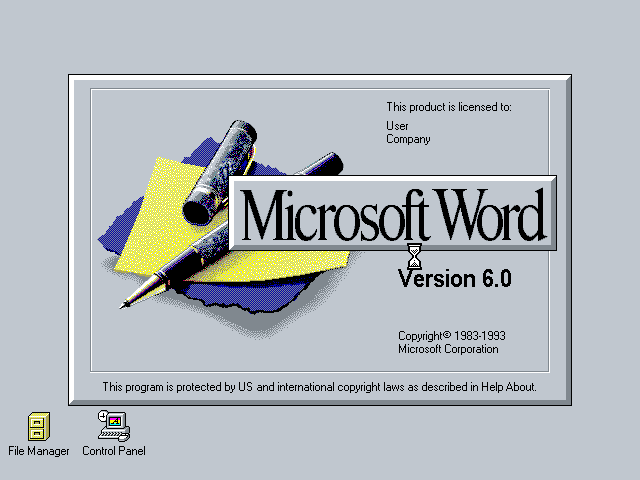 This product is licensed to:
User
Company
Microsoft Word
Version 6.0
Copyright© 1983-1993
Microsoft Corporation
This program is protected by US and international copyright laws as described in Help About.
File Manager
Control Panel